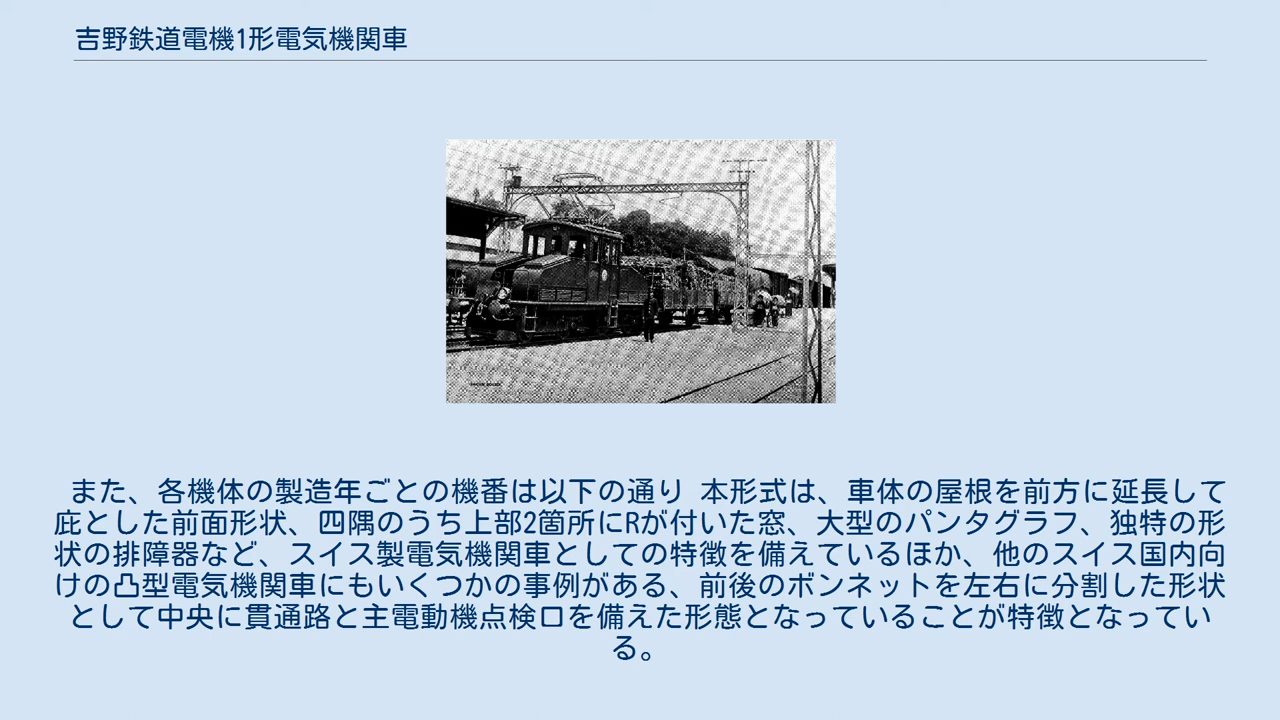 吉野鉄道電機1形電気機関車
また、各機体の製造年ごとの機番は以下の通り 本形式は、車体の屋根を前方に延長して
庇とした前面形状、四隅のうち上部2箇所にRが付いた窓、大型のパンタグラフ、独特の形
状の排障器など、スイス製電気機関車としての特徴を備えているほか、他のスイス国内向
けの凸型電気機関車にもいくつかの事例がある、前後のボンネットを左右に分割した形状
として中央に貫通路と主電動機点検口を備えた形態となっていることが特徴となってい
る。